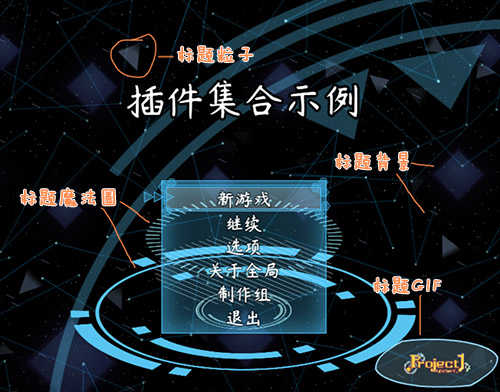 标题粒子
插件集合示例
标题背景
标题魔法圈
新游戏
继续
选项
关于全局
制作组
退出
标题GIF
Project1